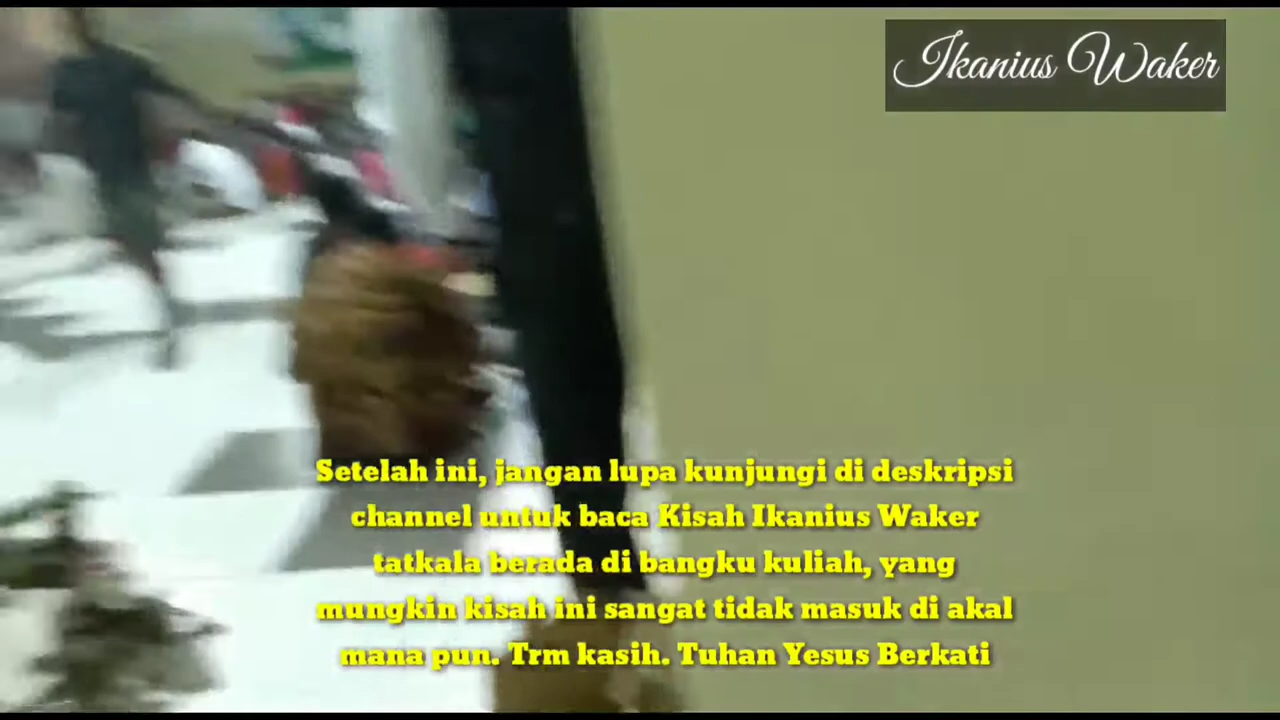 Ikanius Waker
Setelah ini, jangan lupa kunjungi di deskripsi
channel untuk baca Kisah Ikanius Waker
tatkala berada di bangku kuliah, yang
mungkin kisah ini sangat tidak masuk di akal
mana pun. Trm kasih. Tuhan Yesus Berkati